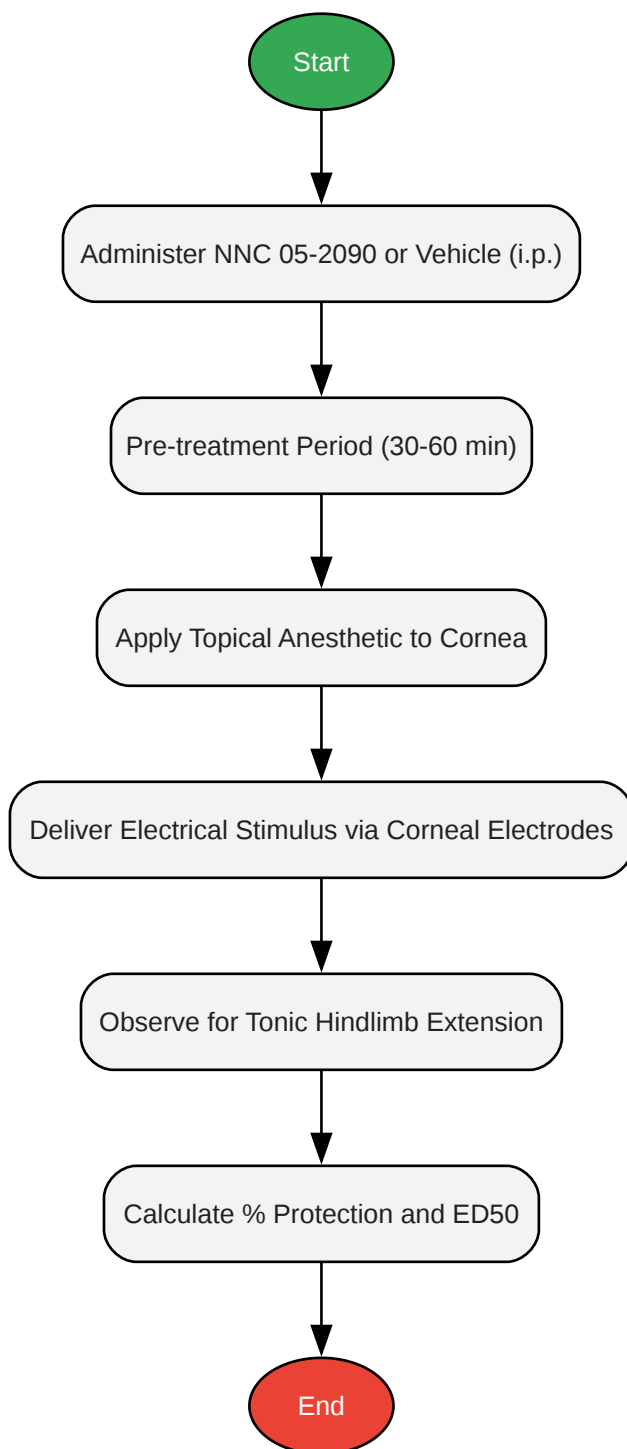 Start
Administer NNC 05-2090 or Vehicle (i.p.)
Pre-treatment Period (30-60 min)
Apply Topical Anesthetic to Cornea
Deliver Electrical Stimulus via Corneal Electrodes
Observe for Tonic Hindlimb Extension
Calculate % Protection and ED50
End